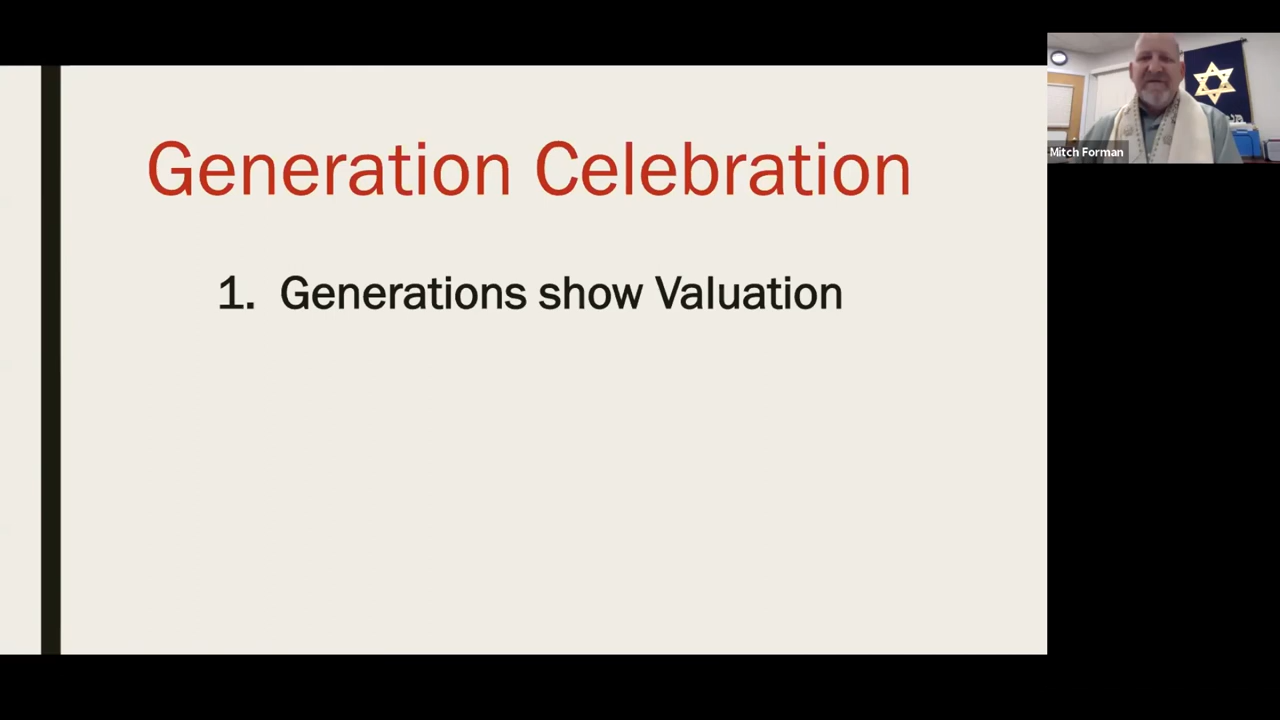 Generation Celebration
1. Generations show Valuation
Mitch Forman